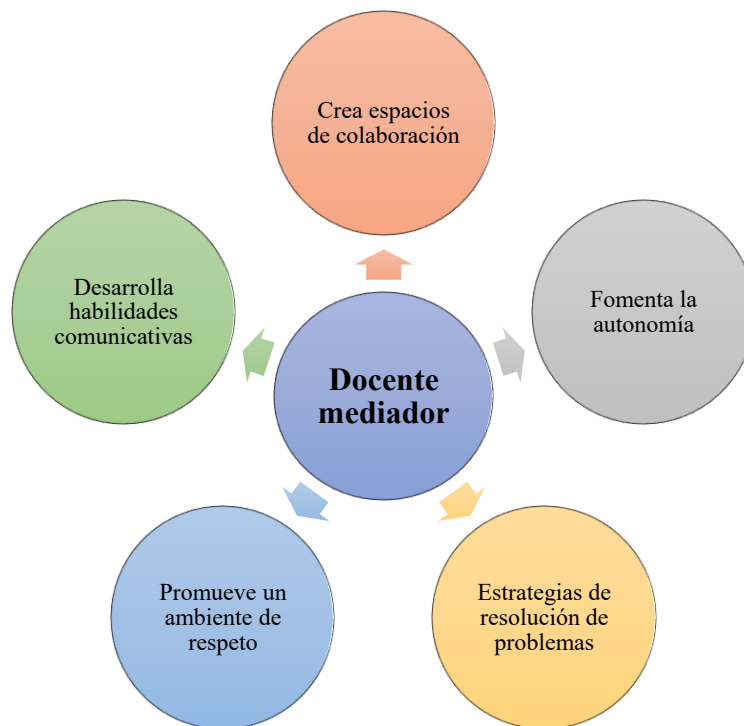 Crea espacios
de colaboración
Desarrolla
habilidades
comunicativas
Fomenta la
autonomía
Docente
mediador
Promueve un
ambiente de
respeto
Estrategias de
resolución de
problemas